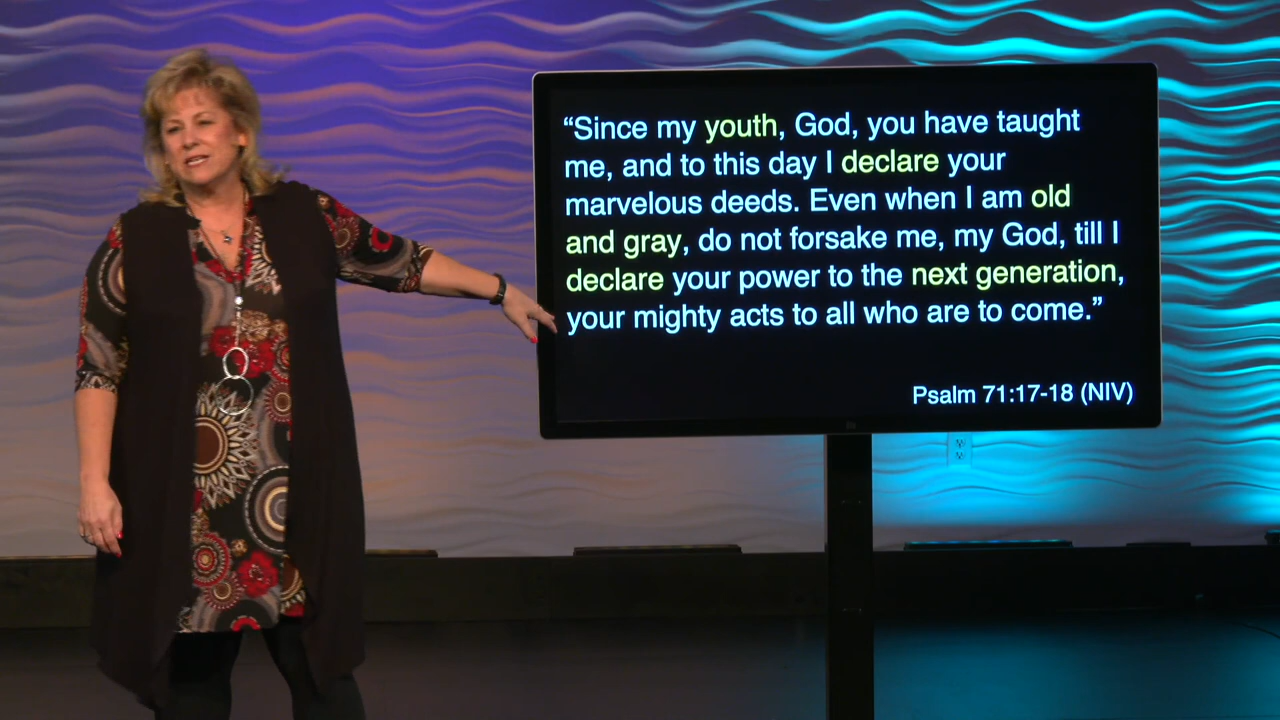 “Since my youth, God, you have taught
me, and to this day I declare your
marvelous deeds. Even when I am old
and gray, do not forsake me, my God, till I
declare your power to the next generation,
your mighty acts to all who are to come.”
Psalm 71:17-18 (NIV)